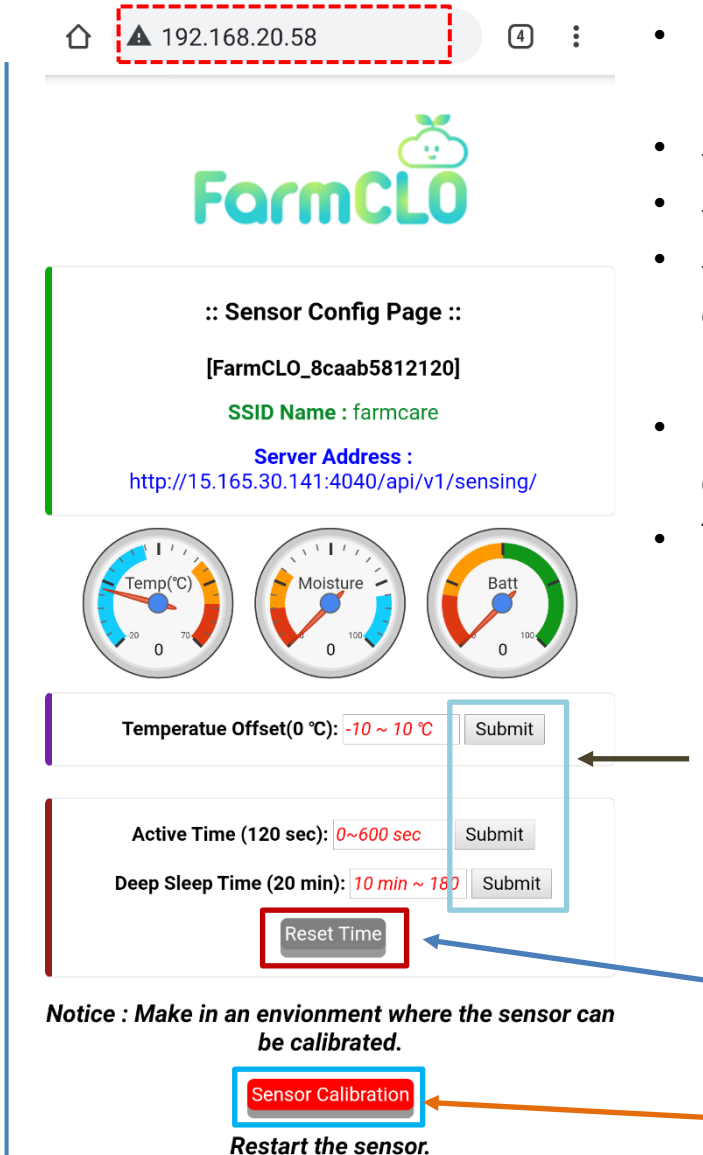 192.168.20.58
4
FarmCLO
:: Sensor Config Page ::
[FarmCLO_8caab5812120]
SSID Name : farmcare
Server Address :
http://15.165.30.141:4040/api/v1/sensing/
Temp(°C)
-20
70
0
Moisture
0
100
0
Batt
0
100
0
Temperatue Offset(0 °C): -10 ~ 10 °C Submit
Active Time (120 sec): 0~600 sec Submit
Deep Sleep Time (20 min): 10 min ~ 180 Submit
Reset Time
Notice : Make in an envionment where the sensor can
be calibrated.
Sensor Calibration
Restart the sensor.